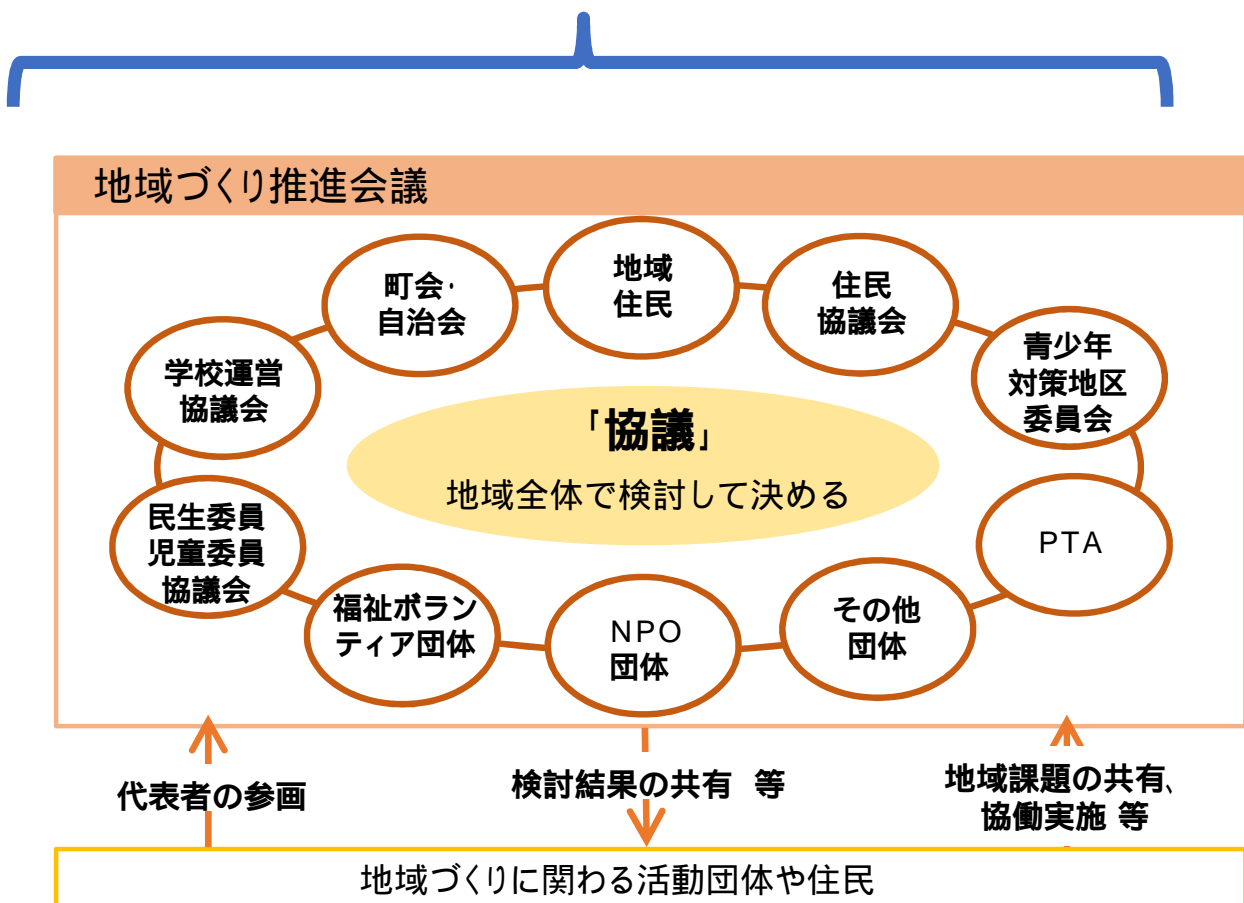 地域づくり推進会議
地域
住民
町会・
自治会
住民
協議会
学校運営
協議会
青少年
対策地区
委員会
「協議」
地域全体で検討して決める
民生委員
児童委員
協議会
PTA
福祉ボラン
ティア団体
NPO
団体
その他
団体
代表者の参画
検討結果の共有 等
地域課題の共有、
協働実施 等
地域づくりに関わる活動団体や住民